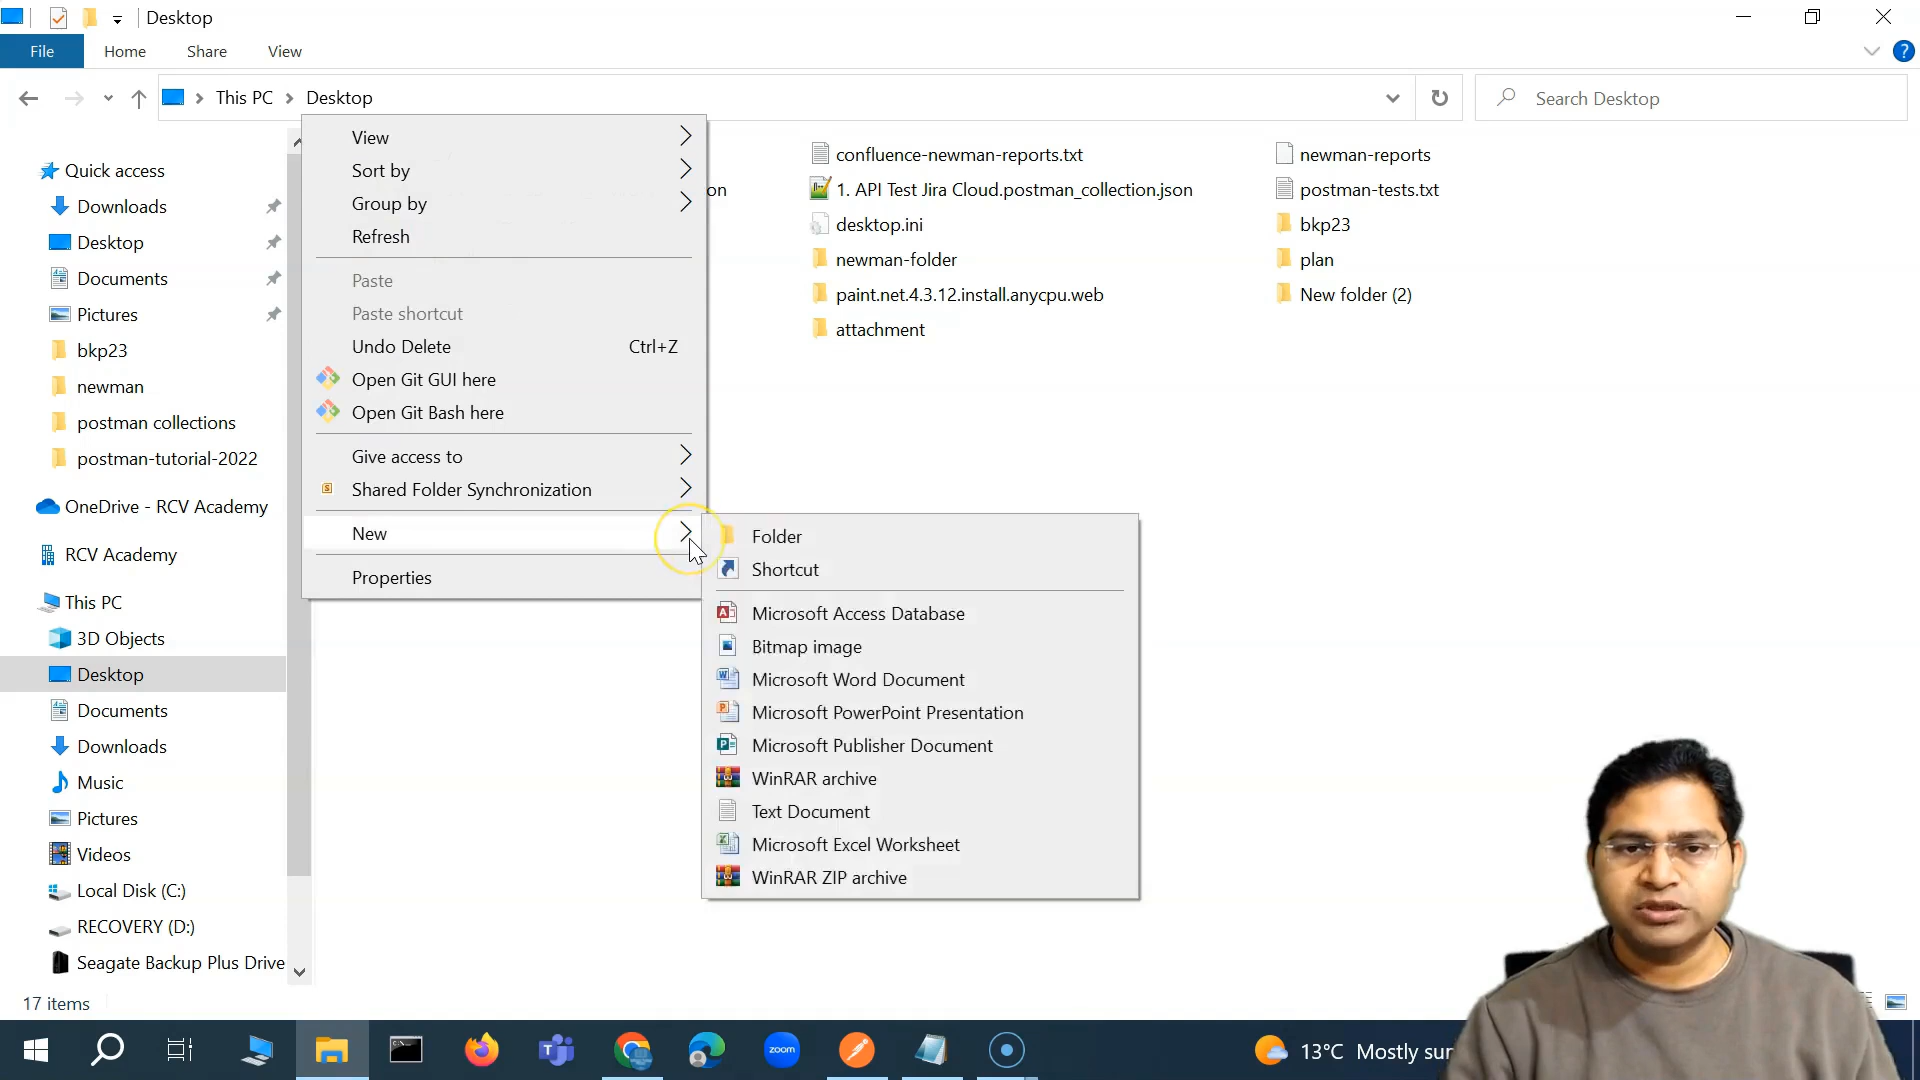 Desktop
File
Home
Share
View
This PC
Desktop
Search Desktop
Quick access
Downloads
Desktop
Documents
Pictures
bkp23
newman
postman collections
postman-tutorial-2022
OneDrive - RCV Academy
RCV Academy
This PC
3D Objects
Desktop
Documents
Downloads
Music
Pictures
Videos
Local Disk (C:)
RECOVERY (D:)
Seagate Backup Plus Drive
View
Sort by
Group by
Refresh
Paste
Paste shortcut
Undo Delete Ctrl+Z
Open Git GUI here
Open Git Bash here
Give access to
Shared Folder Synchronization
New
Properties
Folder
Shortcut
Microsoft Access Database
Bitmap image
Microsoft Word Document
Microsoft PowerPoint Presentation
Microsoft Publisher Document
WinRAR archive
Text Document
Microsoft Excel Worksheet
WinRAR ZIP archive
on
confluence-newman-reports.txt
1. API Test Jira Cloud.postman_collection.json
desktop.ini
newman-folder
paint.net.4.3.12.install.anycpu.web
attachment
newman-reports
postman-tests.txt
bkp23
plan
New folder (2)
17 items
zoom
13°C Mostly sur